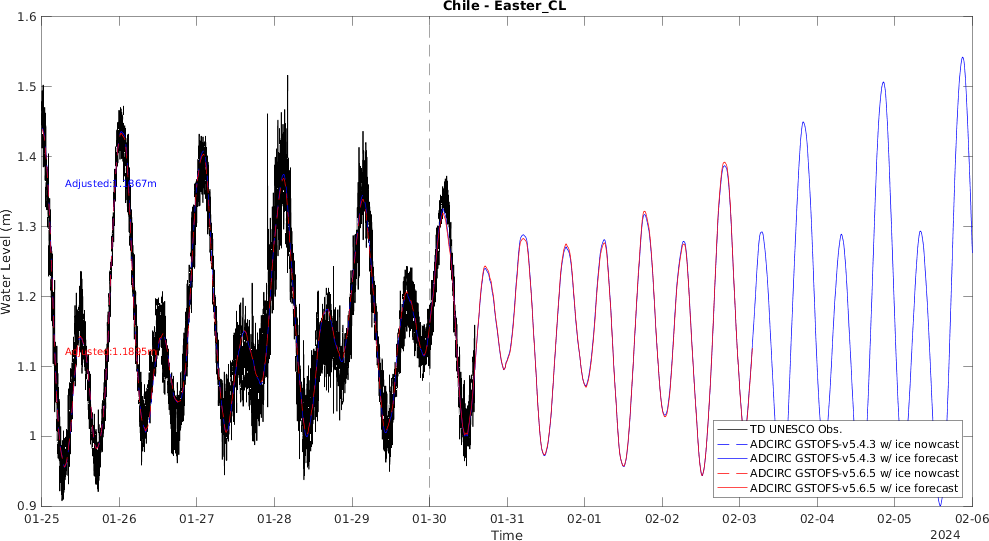 Chile - Easter_CL
1.6
1.5
1.4
1.3
1.2
1.1
1
0.9
Water Level (m)
Adjusted:1.1867m
TD UNESCO Obs.
ADCIRC GSTOFS-v5.4.3 w/ ice nowcast
ADCIRC GSTOFS-v5.4.3 w/ ice forecast
ADCIRC GSTOFS-v5.6.5 w/ ice nowcast
ADCIRC GSTOFS-v5.6.5 w/ ice forecast
01-25 01-26 01-27 01-28 01-29 01-30 01-31 02-01 02-02 02-03 02-04 02-05 02-06
Time
2024